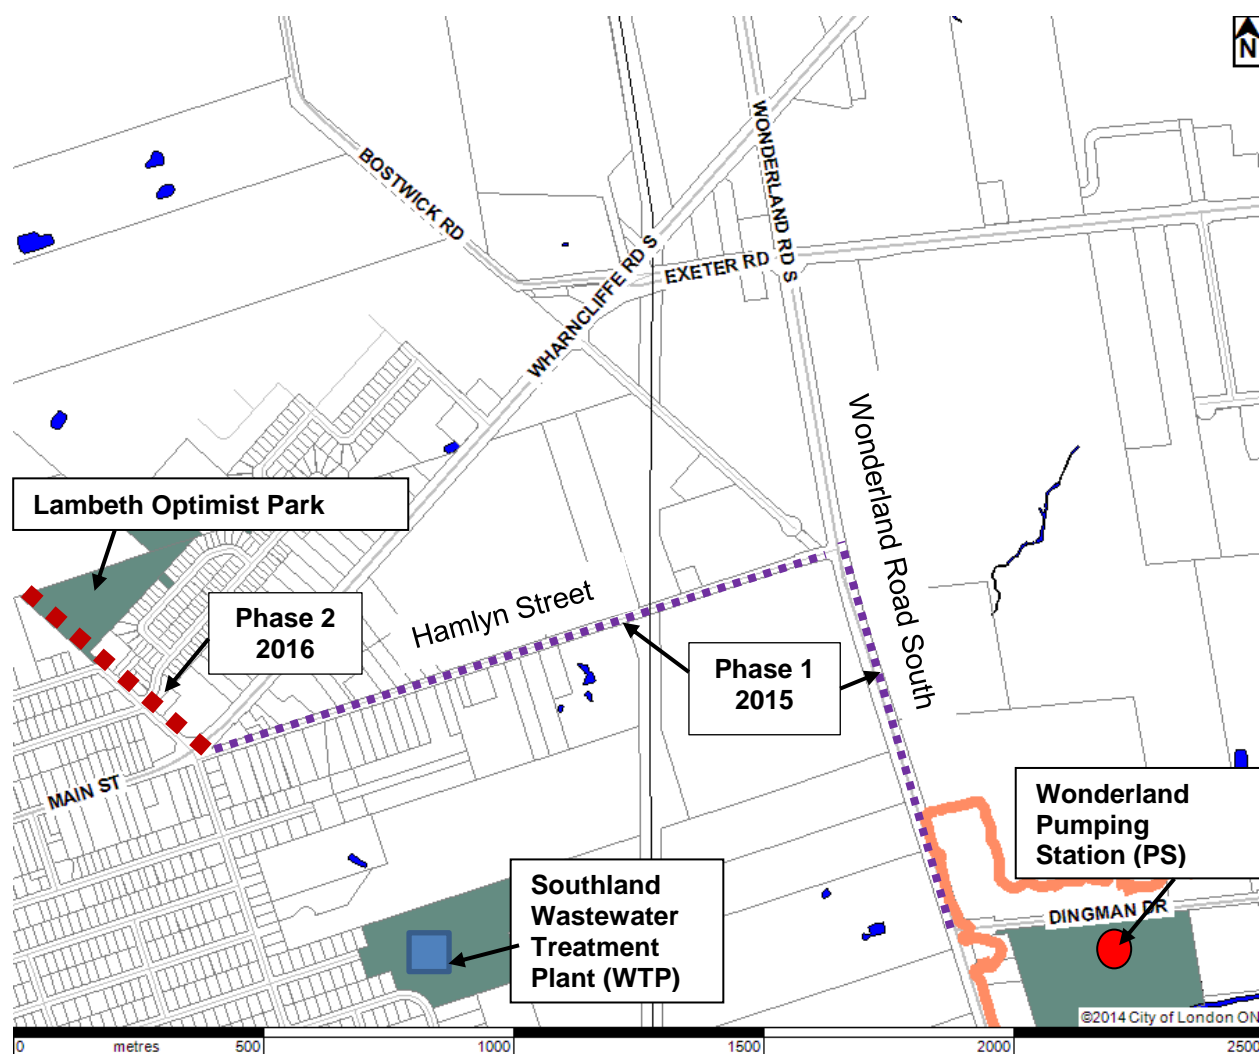 N
WONDERLAND RD S
BOSTWICK RD
WHARNCLIFFE RD S
EXETER RD
Wonderland Road South
Lambeth Optimist Park
Phase 2
2016
Hamlyn Street
Phase 1
2015
MAIN ST
Wonderland
Pumping
Station (PS)
Southland
Wastewater
Treatment
Plant (WTP)
DINGMAN DR
©2014 City of London ON
0 metres 500 1000 1500 2000 2500